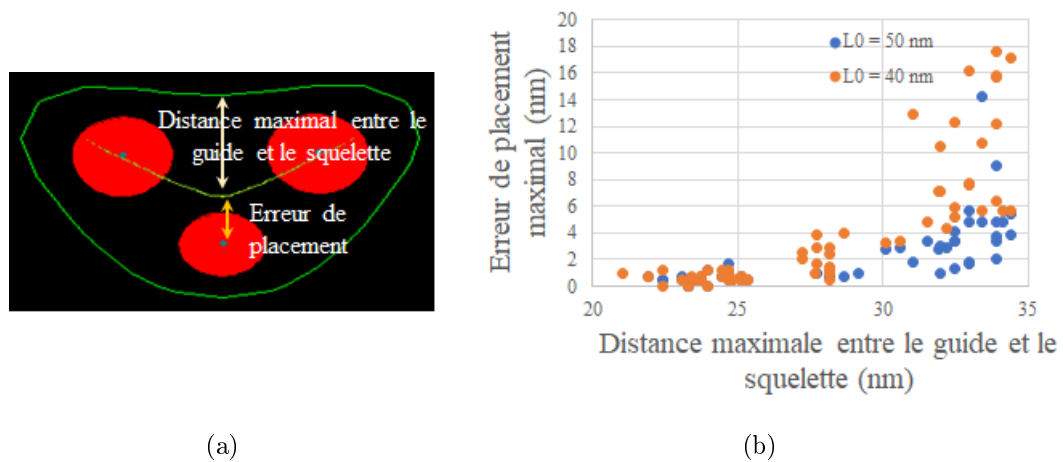 Distance maximal entre le
guide et le squelette
Erreur de
placement
(a)
Erreur de placement
maximal (nm)
20
18
16
14
12
10
8
6
4
2
0
L0 = 50 nm
L0 = 40 nm
20 25 30 35
Distance maximale entre le guide et le
squelette (nm)
(b)